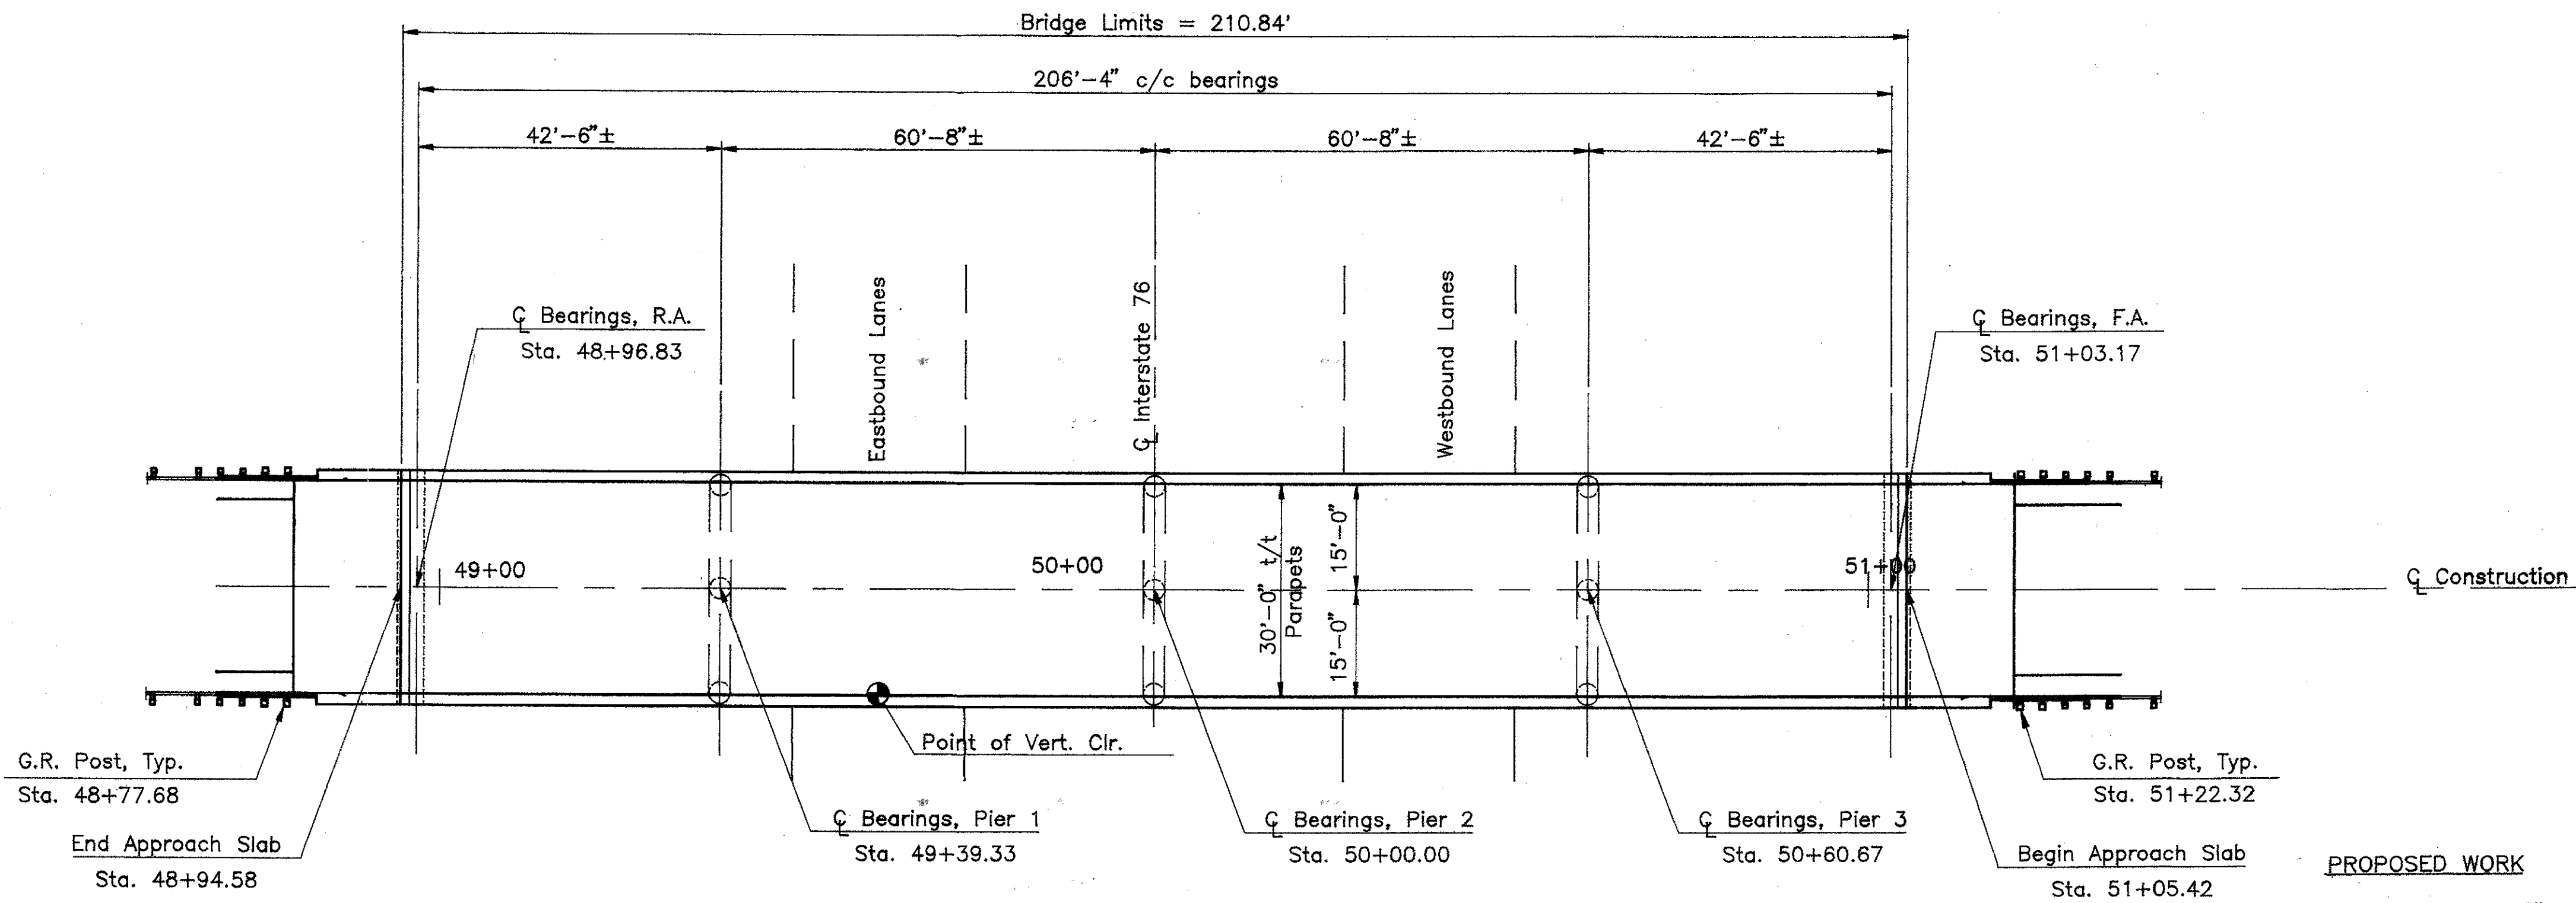 Bridge Limits = 210.84'
206'-4" c/c bearings
42'-6"±
60'-8"±
60'-8"±
42'-6"±
Eastbound Lanes
℄ Interstate 76
Westbound Lanes
℄ Bearings, R.A.
Sta. 48+96.83
℄ Bearings, F.A.
Sta. 51+03.17
49+00
50+00
51+00
30'-0" t/t
Parapets
15'-0"
15'-0"
℄ Construction
Point of Vert. Clr.
G.R. Post, Typ.
Sta. 48+77.68
G.R. Post, Typ.
Sta. 51+22.32
End Approach Slab
Sta. 48+94.58
℄ Bearings, Pier 1
Sta. 49+39.33
℄ Bearings, Pier 2
Sta. 50+00.00
℄ Bearings, Pier 3
Sta. 50+60.67
Begin Approach Slab
Sta. 51+05.42
PROPOSED WORK